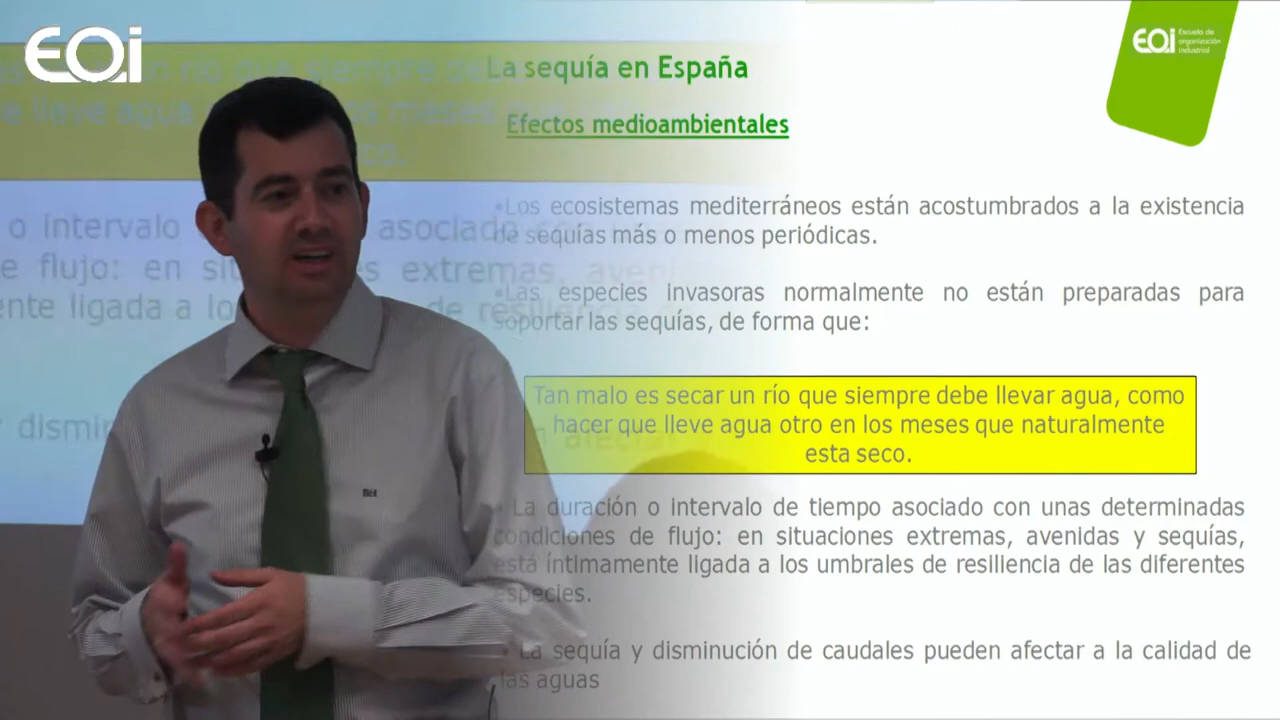 EOi
Escuela de
organización
industrial
EOi
La sequía en España
Efectos medioambientales
•Los ecosistemas mediterráneos están acostumbrados a la existencia
de sequías más o menos periódicas.
•Las especies invasoras normalmente no están preparadas para
soportar las sequías, de forma que:
Tan malo es secar un río que siempre debe llevar agua, como
hacer que lleve agua otro en los meses que naturalmente
esta seco.
• La duración o intervalo de tiempo asociado con unas determinadas
condiciones de flujo: en situaciones extremas, avenidas y sequías,
está íntimamente ligada a los umbrales de resiliencia de las diferentes
especies.
• La sequía y disminución de caudales pueden afectar a la calidad de
las aguas